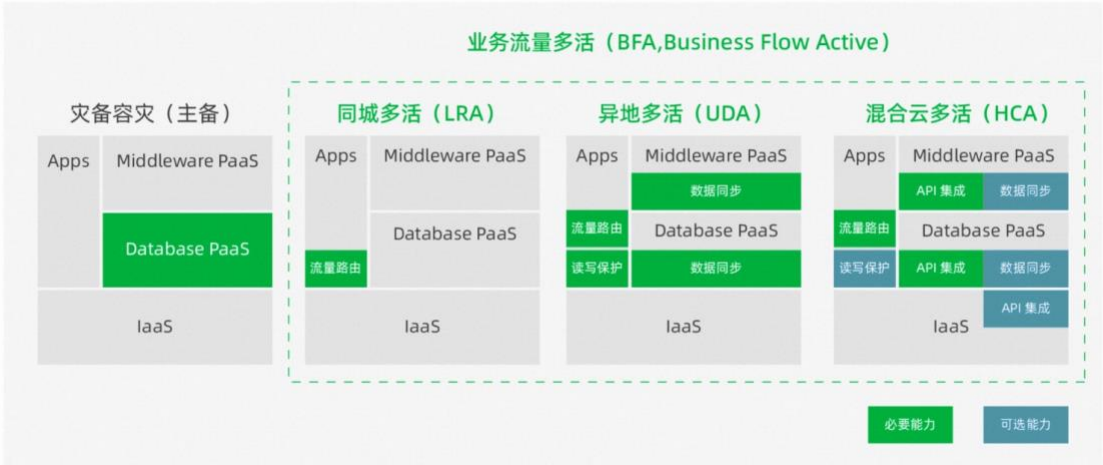 业务流量多活（BFA,Business Flow Active）
灾备容灾（主备）
Apps
Middleware PaaS
Database PaaS
IaaS
同城多活（LRA）
Apps
Middleware PaaS
Database PaaS
流量路由
IaaS
异地多活（UDA）
Apps
Middleware PaaS
数据同步
流量路由
Database PaaS
读写保护
数据同步
IaaS
混合云多活（HCA）
Apps
Middleware PaaS
API 集成
数据同步
流量路由
Database PaaS
读写保护
API 集成
数据同步
API 集成
IaaS
必要能力
可选能力